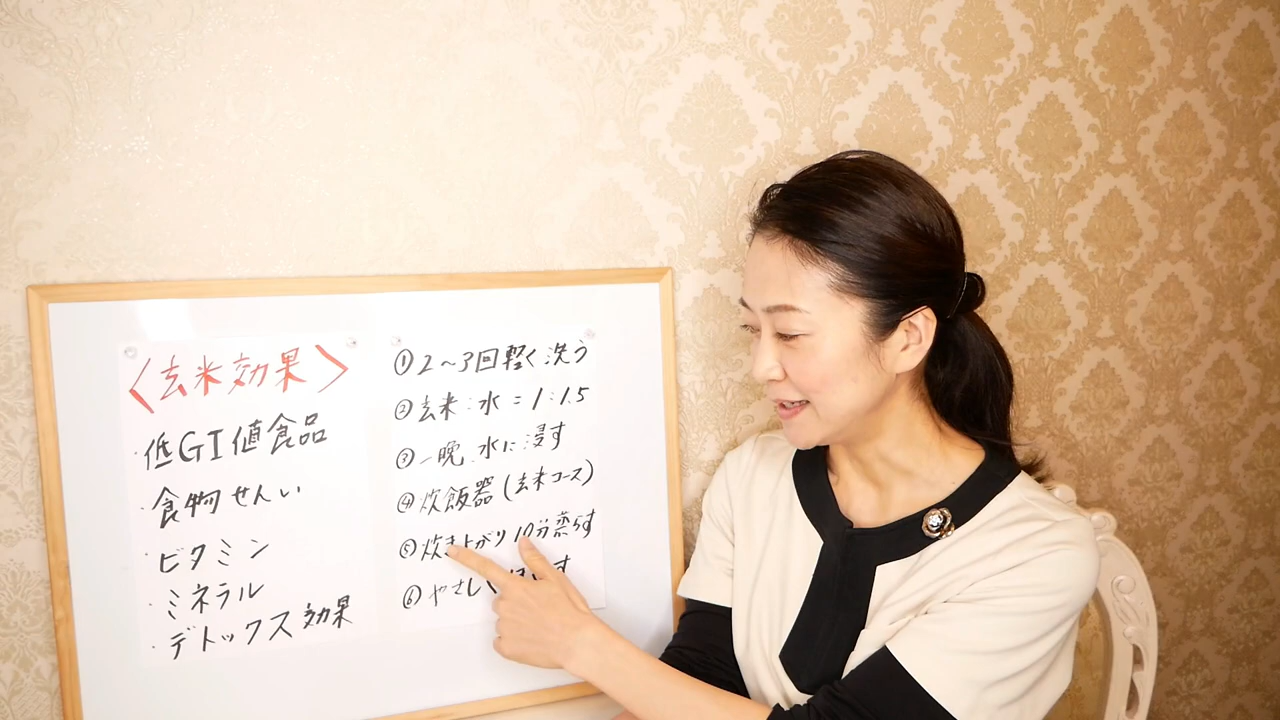 〈玄米効果〉
・低GI値食品
・食物せんい
・ビタミン
・ミネラル
・デトックス効果
①2〜3回軽く洗う
②玄米:水=1:1.5
③一晩水に浸す
④炊飯器(玄米コース)
⑤炊き上がり10分蒸らす
⑥やさしく